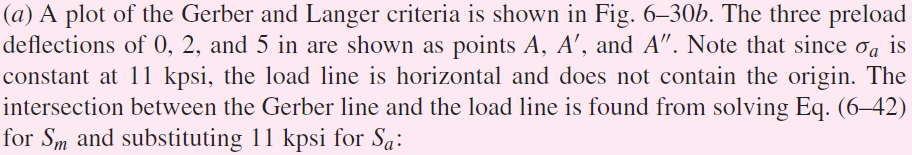 (a) A plot of the Gerber and Langer criteria is shown in Fig. 6–30b. The three preload
deflections of 0, 2, and 5 in are shown as points A, A′, and A″. Note that since σa is
constant at 11 kpsi, the load line is horizontal and does not contain the origin. The
intersection between the Gerber line and the load line is found from solving Eq. (6–42)
for Sm and substituting 11 kpsi for Sa: